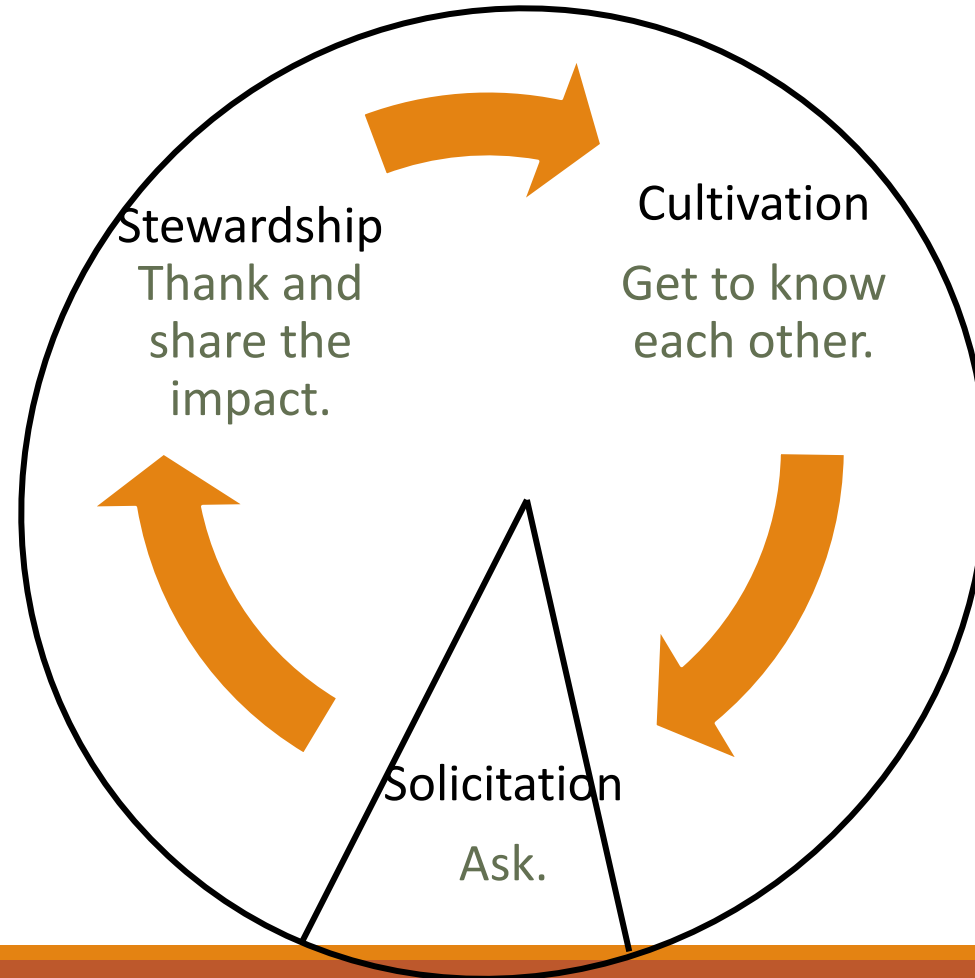 Stewardship
Thank and
share the
impact.
Cultivation
Get to know
each other.
Solicitation
Ask.